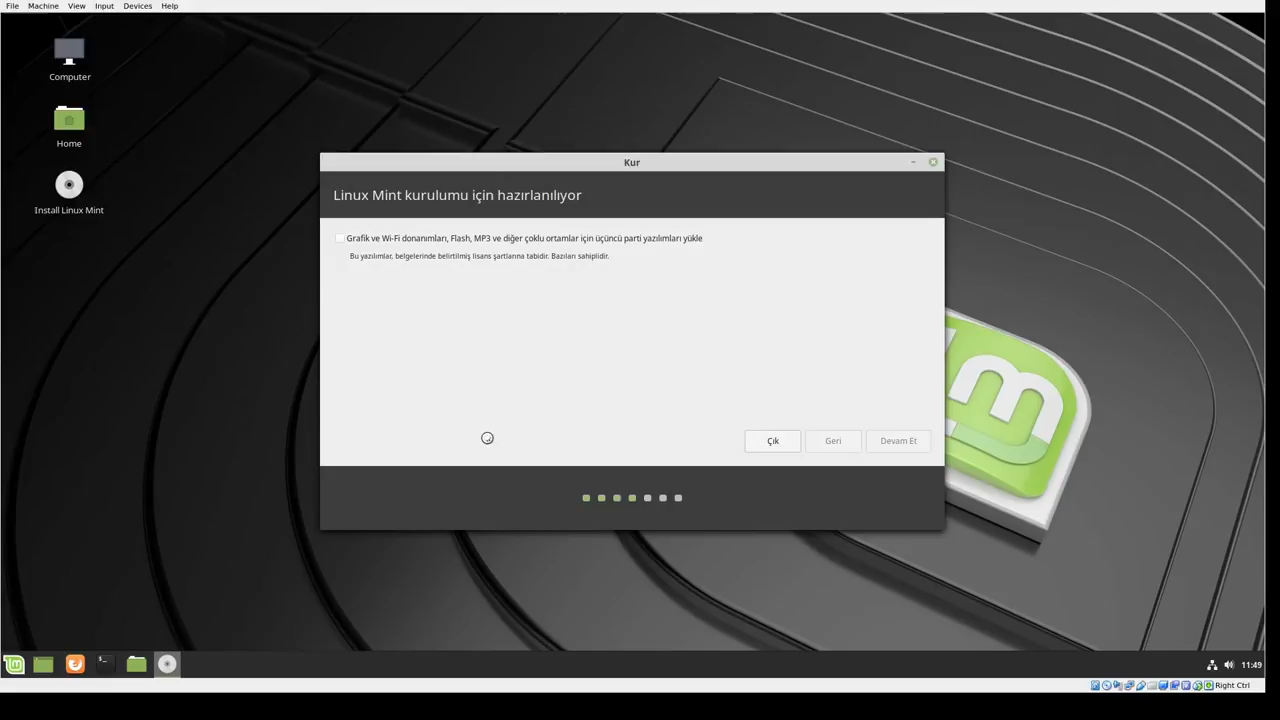 File Machine View Input Devices Help
Computer
Home
Install Linux Mint
Kur
Linux Mint kurulumu için hazırlanılıyor
Grafik ve Wi-Fi donanımları, Flash, MP3 ve diğer çoklu ortamlar için üçüncü parti yazılımları yükle
Bu yazılımlar, belgelerinde belirtilmiş lisans şartlarına tabidir. Bazıları sahiplidir.
Çık Geri Devam Et
11:49
Right Ctrl